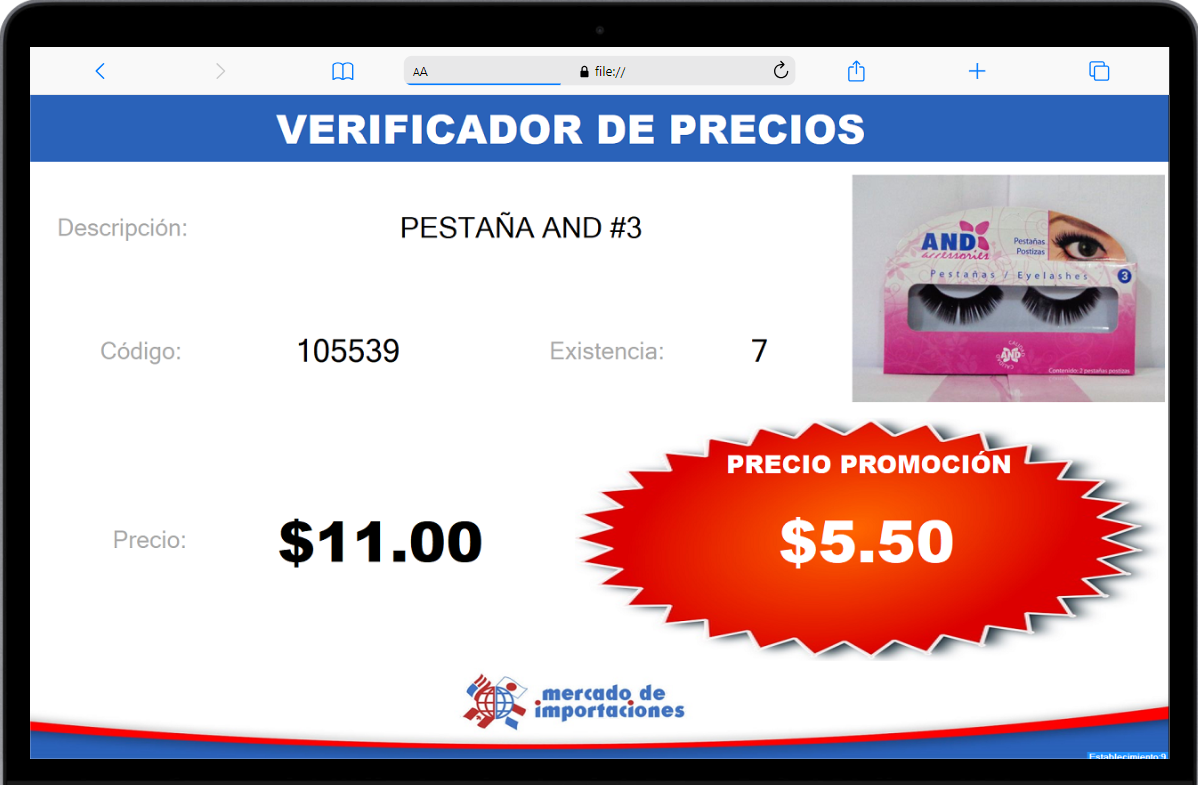 AA
file://
VERIFICADOR DE PRECIOS
Descripción:
PESTAÑA AND #3
AND
accessories
Pestañas
Postizas
Pestañas / Eyelashes
3
AND
Contenido: 2 pestañas postizas
Código:
105539
Existencia:
7
PRECIO PROMOCIÓN
Precio:
$11.00
$5.50
mercado de
importaciones
Establecimiento 9